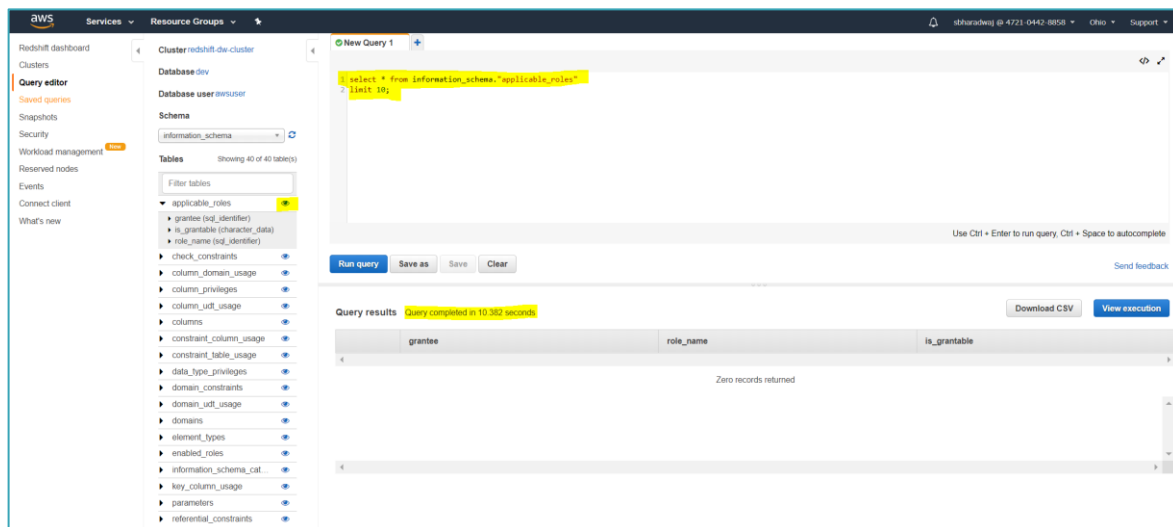 aws Services Resource Groups sbharadwaj @ 4721-0442-8858 Ohio Support
Redshift dashboard
Clusters
Query editor
Saved queries
Snapshots
Security
Workload management New
Reserved nodes
Events
Connect client
What's new
Cluster redshift-dw-cluster
Database dev
Database user awsuser
Schema
information_schema
Tables Showing 40 of 40 table(s)
Filter tables
applicable_roles
grantee (sql_identifier)
is_grantable (character_data)
role_name (sql_identifier)
check_constraints
column_domain_usage
column_privileges
column_udt_usage
columns
constraint_column_usage
constraint_table_usage
data_type_privileges
domain_constraints
domain_udt_usage
domains
element_types
enabled_roles
information_schema_cat...
key_column_usage
parameters
referential_constraints
New Query 1 +
1 select * from information_schema."applicable_roles"
2 limit 10;
Use Ctrl + Enter to run query, Ctrl + Space to autocomplete
Run query Save as Save Clear
Send feedback
Query results Query completed in 10.382 seconds Download CSV View execution
grantee role_name is_grantable
Zero records returned